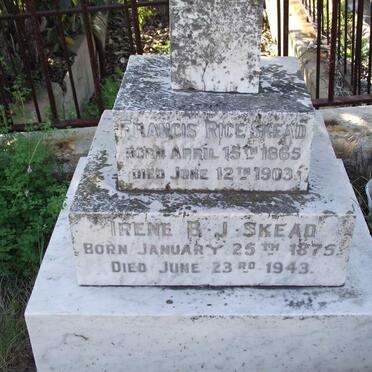 FRANCIS RICE SKEAD
BORN APRIL 15TH 1865
DIED JUNE 12TH 1903.
IRENE B. J. SKEAD
BORN JANUARY 25TH 1875.
DIED JUNE 23RD 1943.